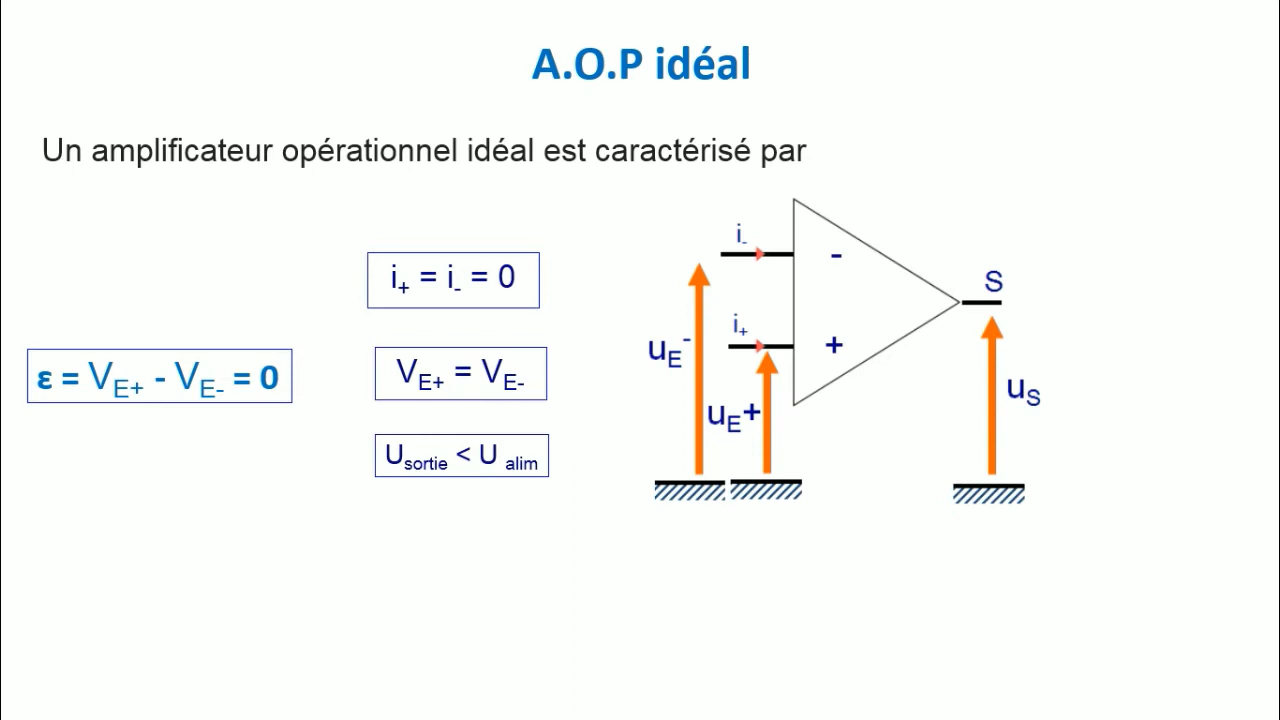 A.O.P idéal
Un amplificateur opérationnel idéal est caractérisé par
i+ = i- = 0
ε = VE+ - VE- = 0
VE+ = VE-
Usortie < U alim
i-
-
S
i+
+
uE-
uE+
uS